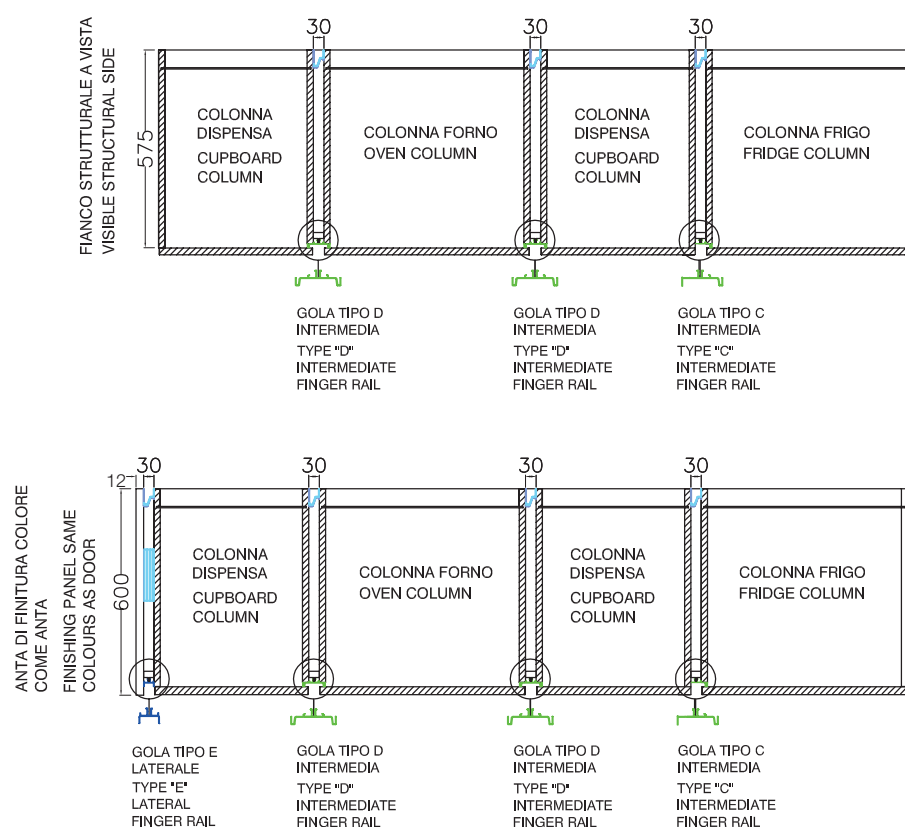 30
30
30
FIANCO STRUTTURALE A VISTA
VISIBLE STRUCTURAL SIDE
575
COLONNA
DISPENSA
CUPBOARD
COLUMN
COLONNA FORNO
OVEN COLUMN
COLONNA
DISPENSA
CUPBOARD
COLUMN
COLONNA FRIGO
FRIDGE COLUMN
GOLA TIPO D
INTERMEDIA
TYPE "D"
INTERMEDIATE
FINGER RAIL
GOLA TIPO D
INTERMEDIA
TYPE "D"
INTERMEDIATE
FINGER RAIL
GOLA TIPO C
INTERMEDIA
TYPE "C"
INTERMEDIATE
FINGER RAIL
12
30
30
30
30
ANTA DI FINITURA COLORE
COME ANTA
FINISHING PANEL SAME
COLOURS AS DOOR
600
COLONNA
DISPENSA
CUPBOARD
COLUMN
COLONNA FORNO
OVEN COLUMN
COLONNA
DISPENSA
CUPBOARD
COLUMN
COLONNA FRIGO
FRIDGE COLUMN
GOLA TIPO E
LATERALE
TYPE "E"
LATERAL
FINGER RAIL
GOLA TIPO D
INTERMEDIA
TYPE "D"
INTERMEDIATE
FINGER RAIL
GOLA TIPO D
INTERMEDIA
TYPE "D"
INTERMEDIATE
FINGER RAIL
GOLA TIPO C
INTERMEDIA
TYPE "C"
INTERMEDIATE
FINGER RAIL